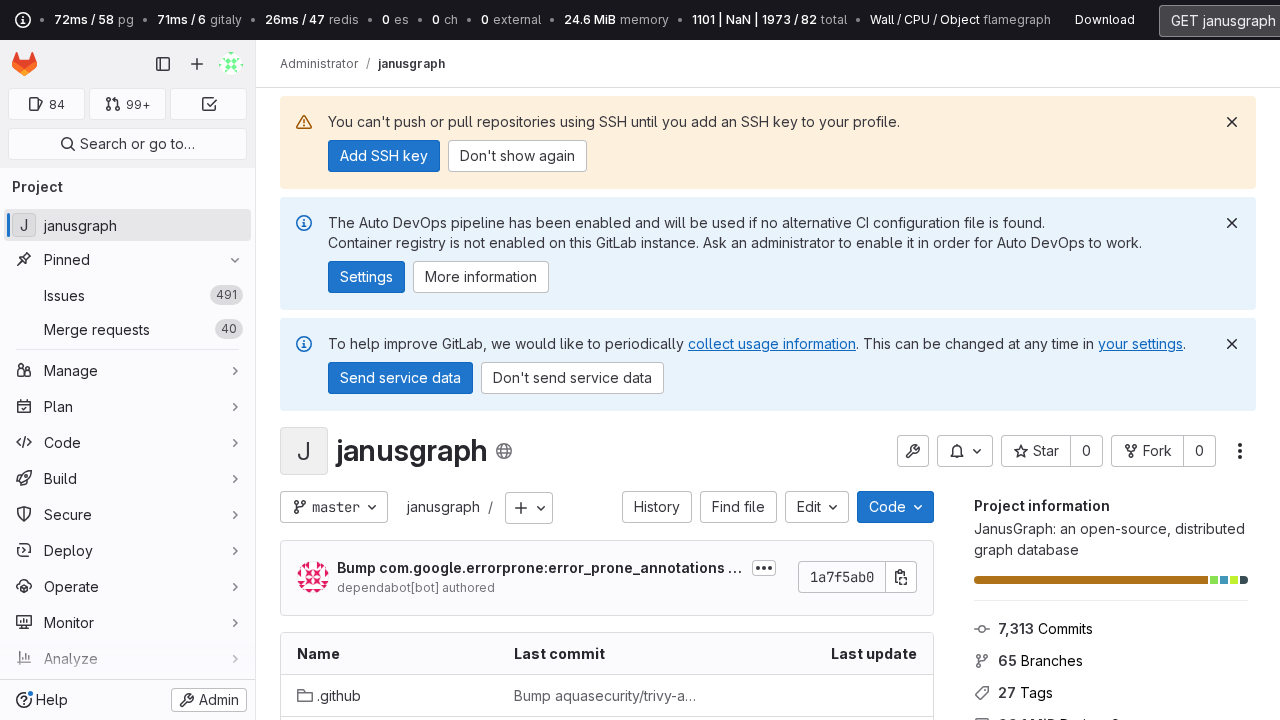 72ms / 58 pg • 71ms / 6 gitaly • 26ms / 47 redis • 0 es • 0 ch • 0 external • 24.6 MiB memory • 1101 | NaN | 1973 / 82 total • Wall / CPU / Object flamegraph Download GET janusgraph
Administrator / janusgraph
84 99+
Search or go to…
Project
J janusgraph
Pinned
Issues 491
Merge requests 40
Manage
Plan
Code
Build
Secure
Deploy
Operate
Monitor
Analyze
Help Admin
You can't push or pull repositories using SSH until you add an SSH key to your profile.
Add SSH key Don't show again
The Auto DevOps pipeline has been enabled and will be used if no alternative CI configuration file is found.
Container registry is not enabled on this GitLab instance. Ask an administrator to enable it in order for Auto DevOps to work.
Settings More information
To help improve GitLab, we would like to periodically collect usage information. This can be changed at any time in your settings.
Send service data Don't send service data
J janusgraph
Star 0 Fork 0
master janusgraph / History Find file Edit Code
Bump com.google.errorprone:error_prone_annotations …
dependabot[bot] authored
1a7f5ab0
Name Last commit Last update
.github Bump aquasecurity/trivy-a…
Project information
JanusGraph: an open-source, distributed
graph database
7,313 Commits
65 Branches
27 Tags